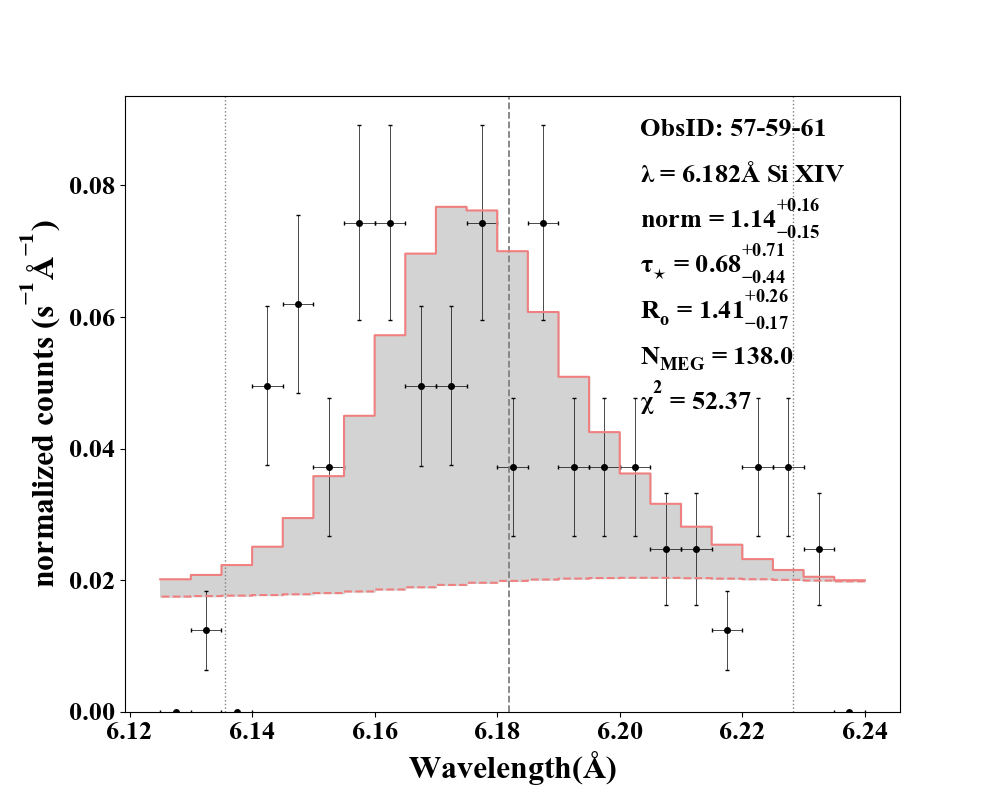 ObsID: 57-59-61
λ = 6.182Å Si XIV
norm = 1.14 +0.16 −0.15
τ⋆ = 0.68 +0.71 −0.44
Ro = 1.41 +0.26 −0.17
NMEG = 138.0
χ² = 52.37
normalized counts (s⁻¹ Å⁻¹)
0.08
0.06
0.04
0.02
0.00
6.12 6.14 6.16 6.18 6.20 6.22 6.24
Wavelength(Å)